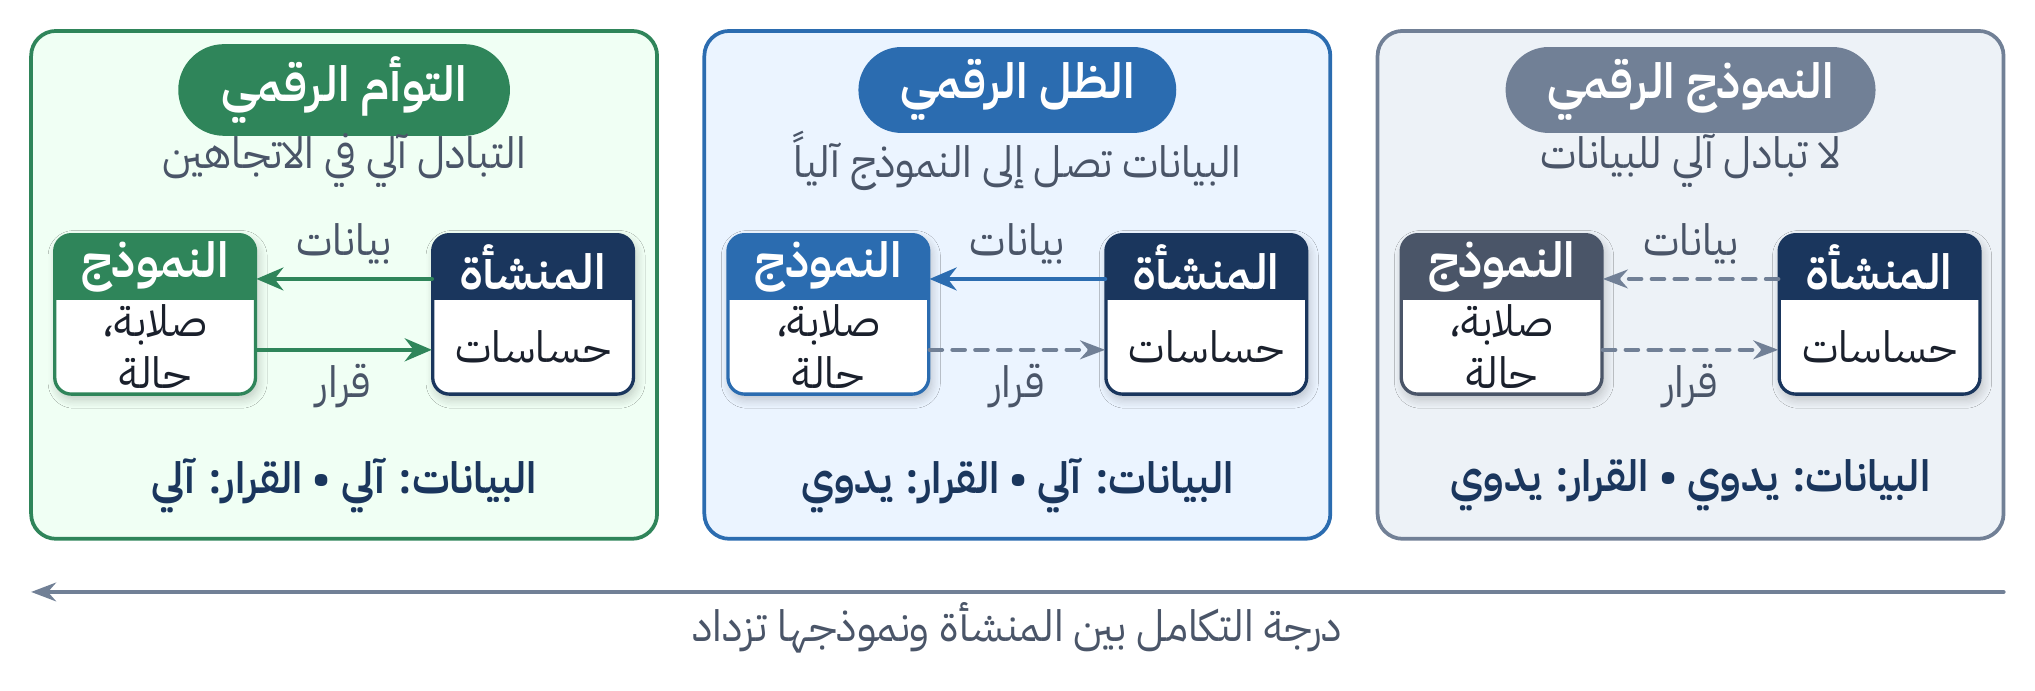 النموذج الرقمي
لا تبادل آلي للبيانات
بيانات
المنشأة
حساسات
النموذج
صلابة،
حالة
قرار
البيانات: يدوي • القرار: يدوي
الظل الرقمي
البيانات تصل إلى النموذج آلياً
بيانات
المنشأة
حساسات
النموذج
صلابة،
حالة
قرار
البيانات: آلي • القرار: يدوي
التوأم الرقمي
التبادل آلي في الاتجاهين
بيانات
المنشأة
حساسات
النموذج
صلابة،
حالة
قرار
البيانات: آلي • القرار: آلي
درجة التكامل بين المنشأة ونموذجها تزداد